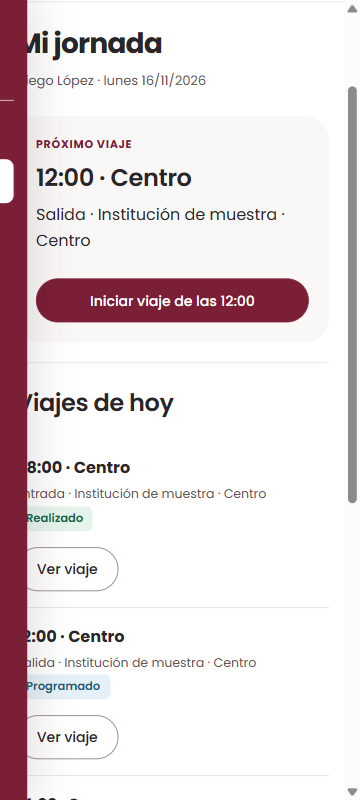 Mi jornada
iego López · lunes 16/11/2026
PRÓXIMO VIAJE
12:00 · Centro
Salida · Institución de muestra ·
Centro
Iniciar viaje de las 12:00
Viajes de hoy
8:00 · Centro
ntrada · Institución de muestra · Centro
Realizado
Ver viaje
2:00 · Centro
alida · Institución de muestra · Centro
Programado
Ver viaje